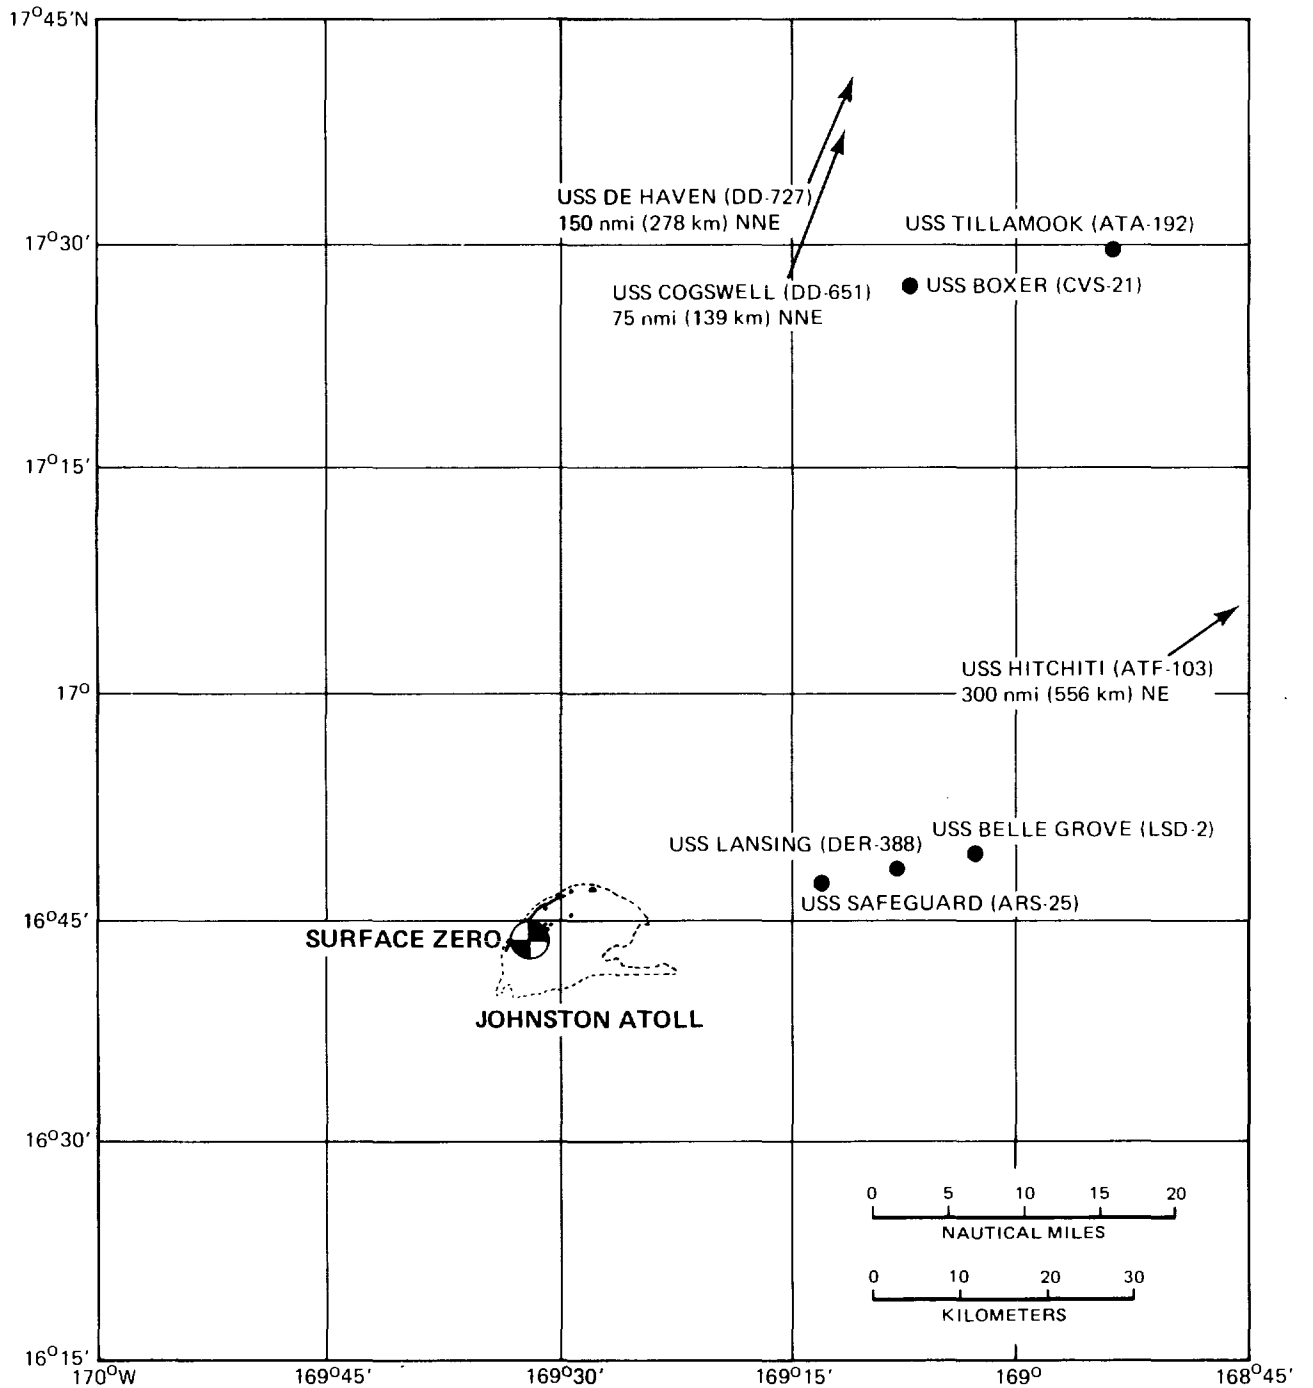 17°45'N
USS DE HAVEN (DD-727)
150 nmi (278 km) NNE
USS TILLAMOOK (ATA-192)
17°30'
USS COGSWELL (DD-651)
75 nmi (139 km) NNE
USS BOXER (CVS-21)
17°15'
USS HITCHITI (ATF-103)
300 nmi (556 km) NE
17°
USS BELLE GROVE (LSD-2)
USS LANSING (DER-388)
USS SAFEGUARD (ARS-25)
16°45'
SURFACE ZERO
JOHNSTON ATOLL
16°30'
0 5 10 15 20
NAUTICAL MILES
0 10 20 30
KILOMETERS
16°15'
170°W 169°45' 169°30' 169°15' 169° 168°45'